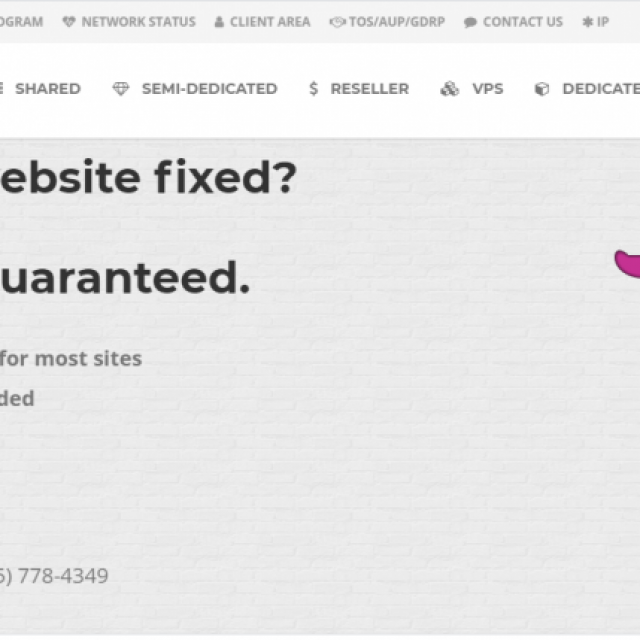 OGRAM NETWORK STATUS CLIENT AREA TOS/AUP/GDRP CONTACT US IP
SHARED SEMI-DEDICATED $ RESELLER VPS DEDICATE
ebsite fixed?
uaranteed.
for most sites
ded
5) 778-4349